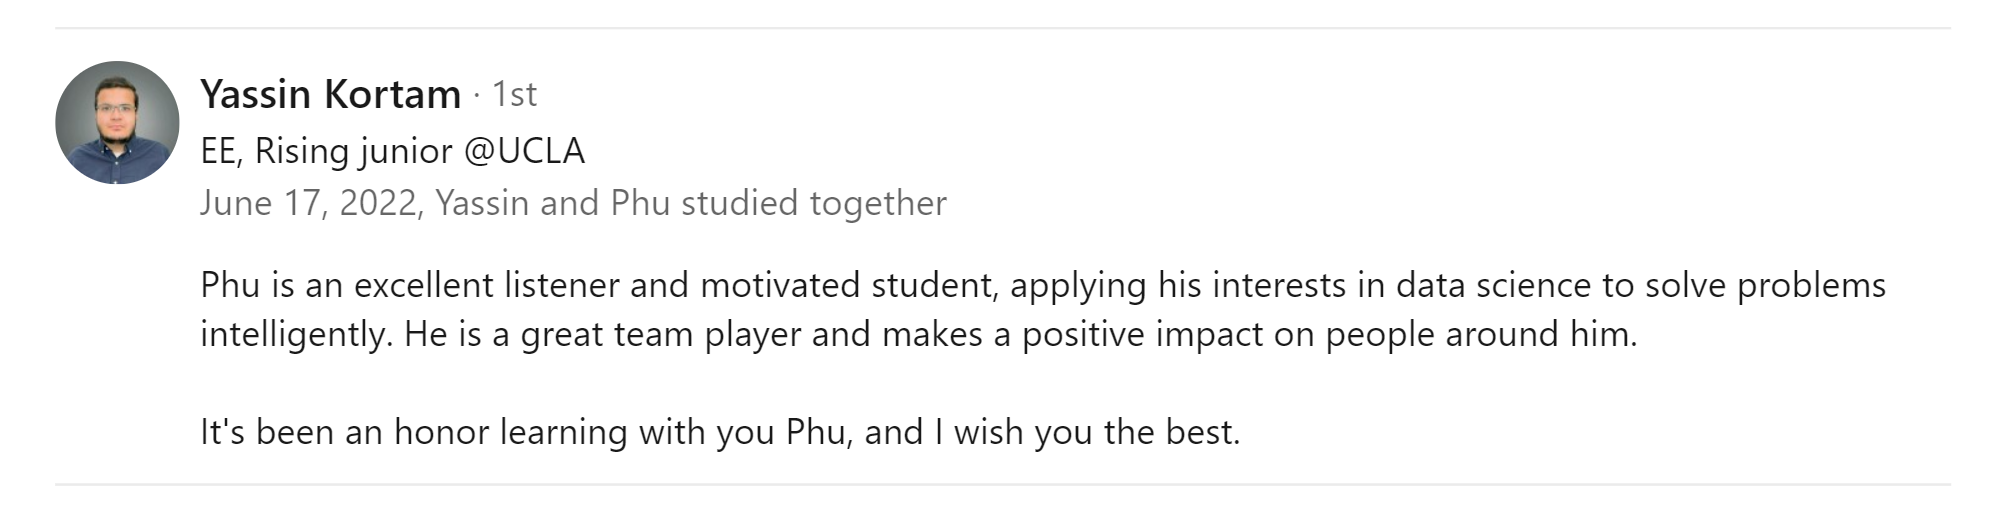 Yassin Kortam · 1st
EE, Rising junior @UCLA
June 17, 2022, Yassin and Phu studied together
Phu is an excellent listener and motivated student, applying his interests in data science to solve problems
intelligently. He is a great team player and makes a positive impact on people around him.
It's been an honor learning with you Phu, and I wish you the best.